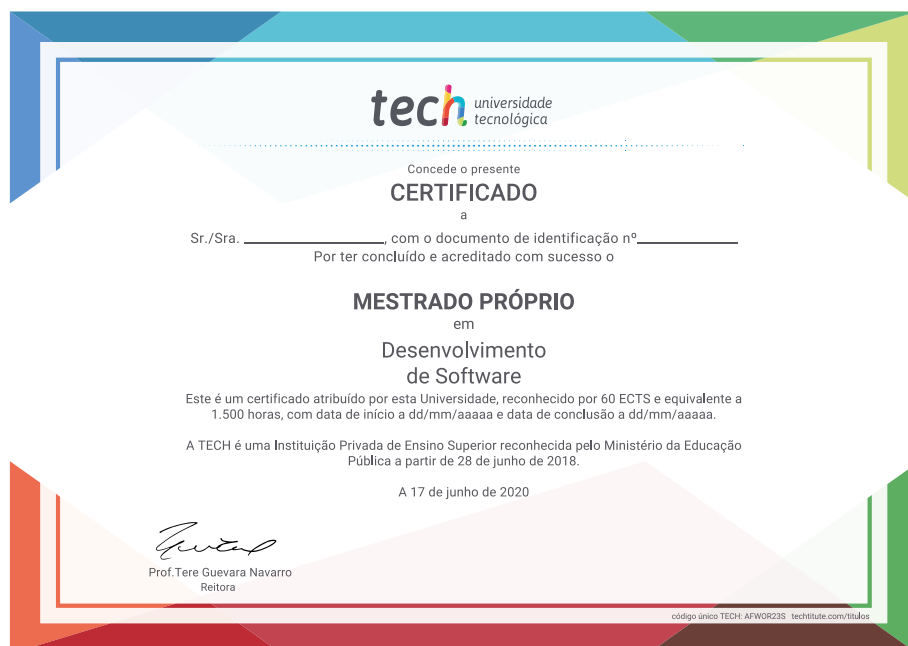 tech universidade
tecnológica
Concede o presente
CERTIFICADO
a
Sr./Sra. ________________, com o documento de identificação nº____________
Por ter concluído e acreditado com sucesso o
MESTRADO PRÓPRIO
em
Desenvolvimento
de Software
Este é um certificado atribuído por esta Universidade, reconhecido por 60 ECTS e equivalente a
1.500 horas, com data de início a dd/mm/aaaaa e data de conclusão a dd/mm/aaaaa.
A TECH é uma Instituição Privada de Ensino Superior reconhecida pelo Ministério da Educação
Pública a partir de 28 de junho de 2018.
A 17 de junho de 2020
Prof.Tere Guevara Navarro
Reitora
código único TECH: AFWOR23S techtitute.com/titulos